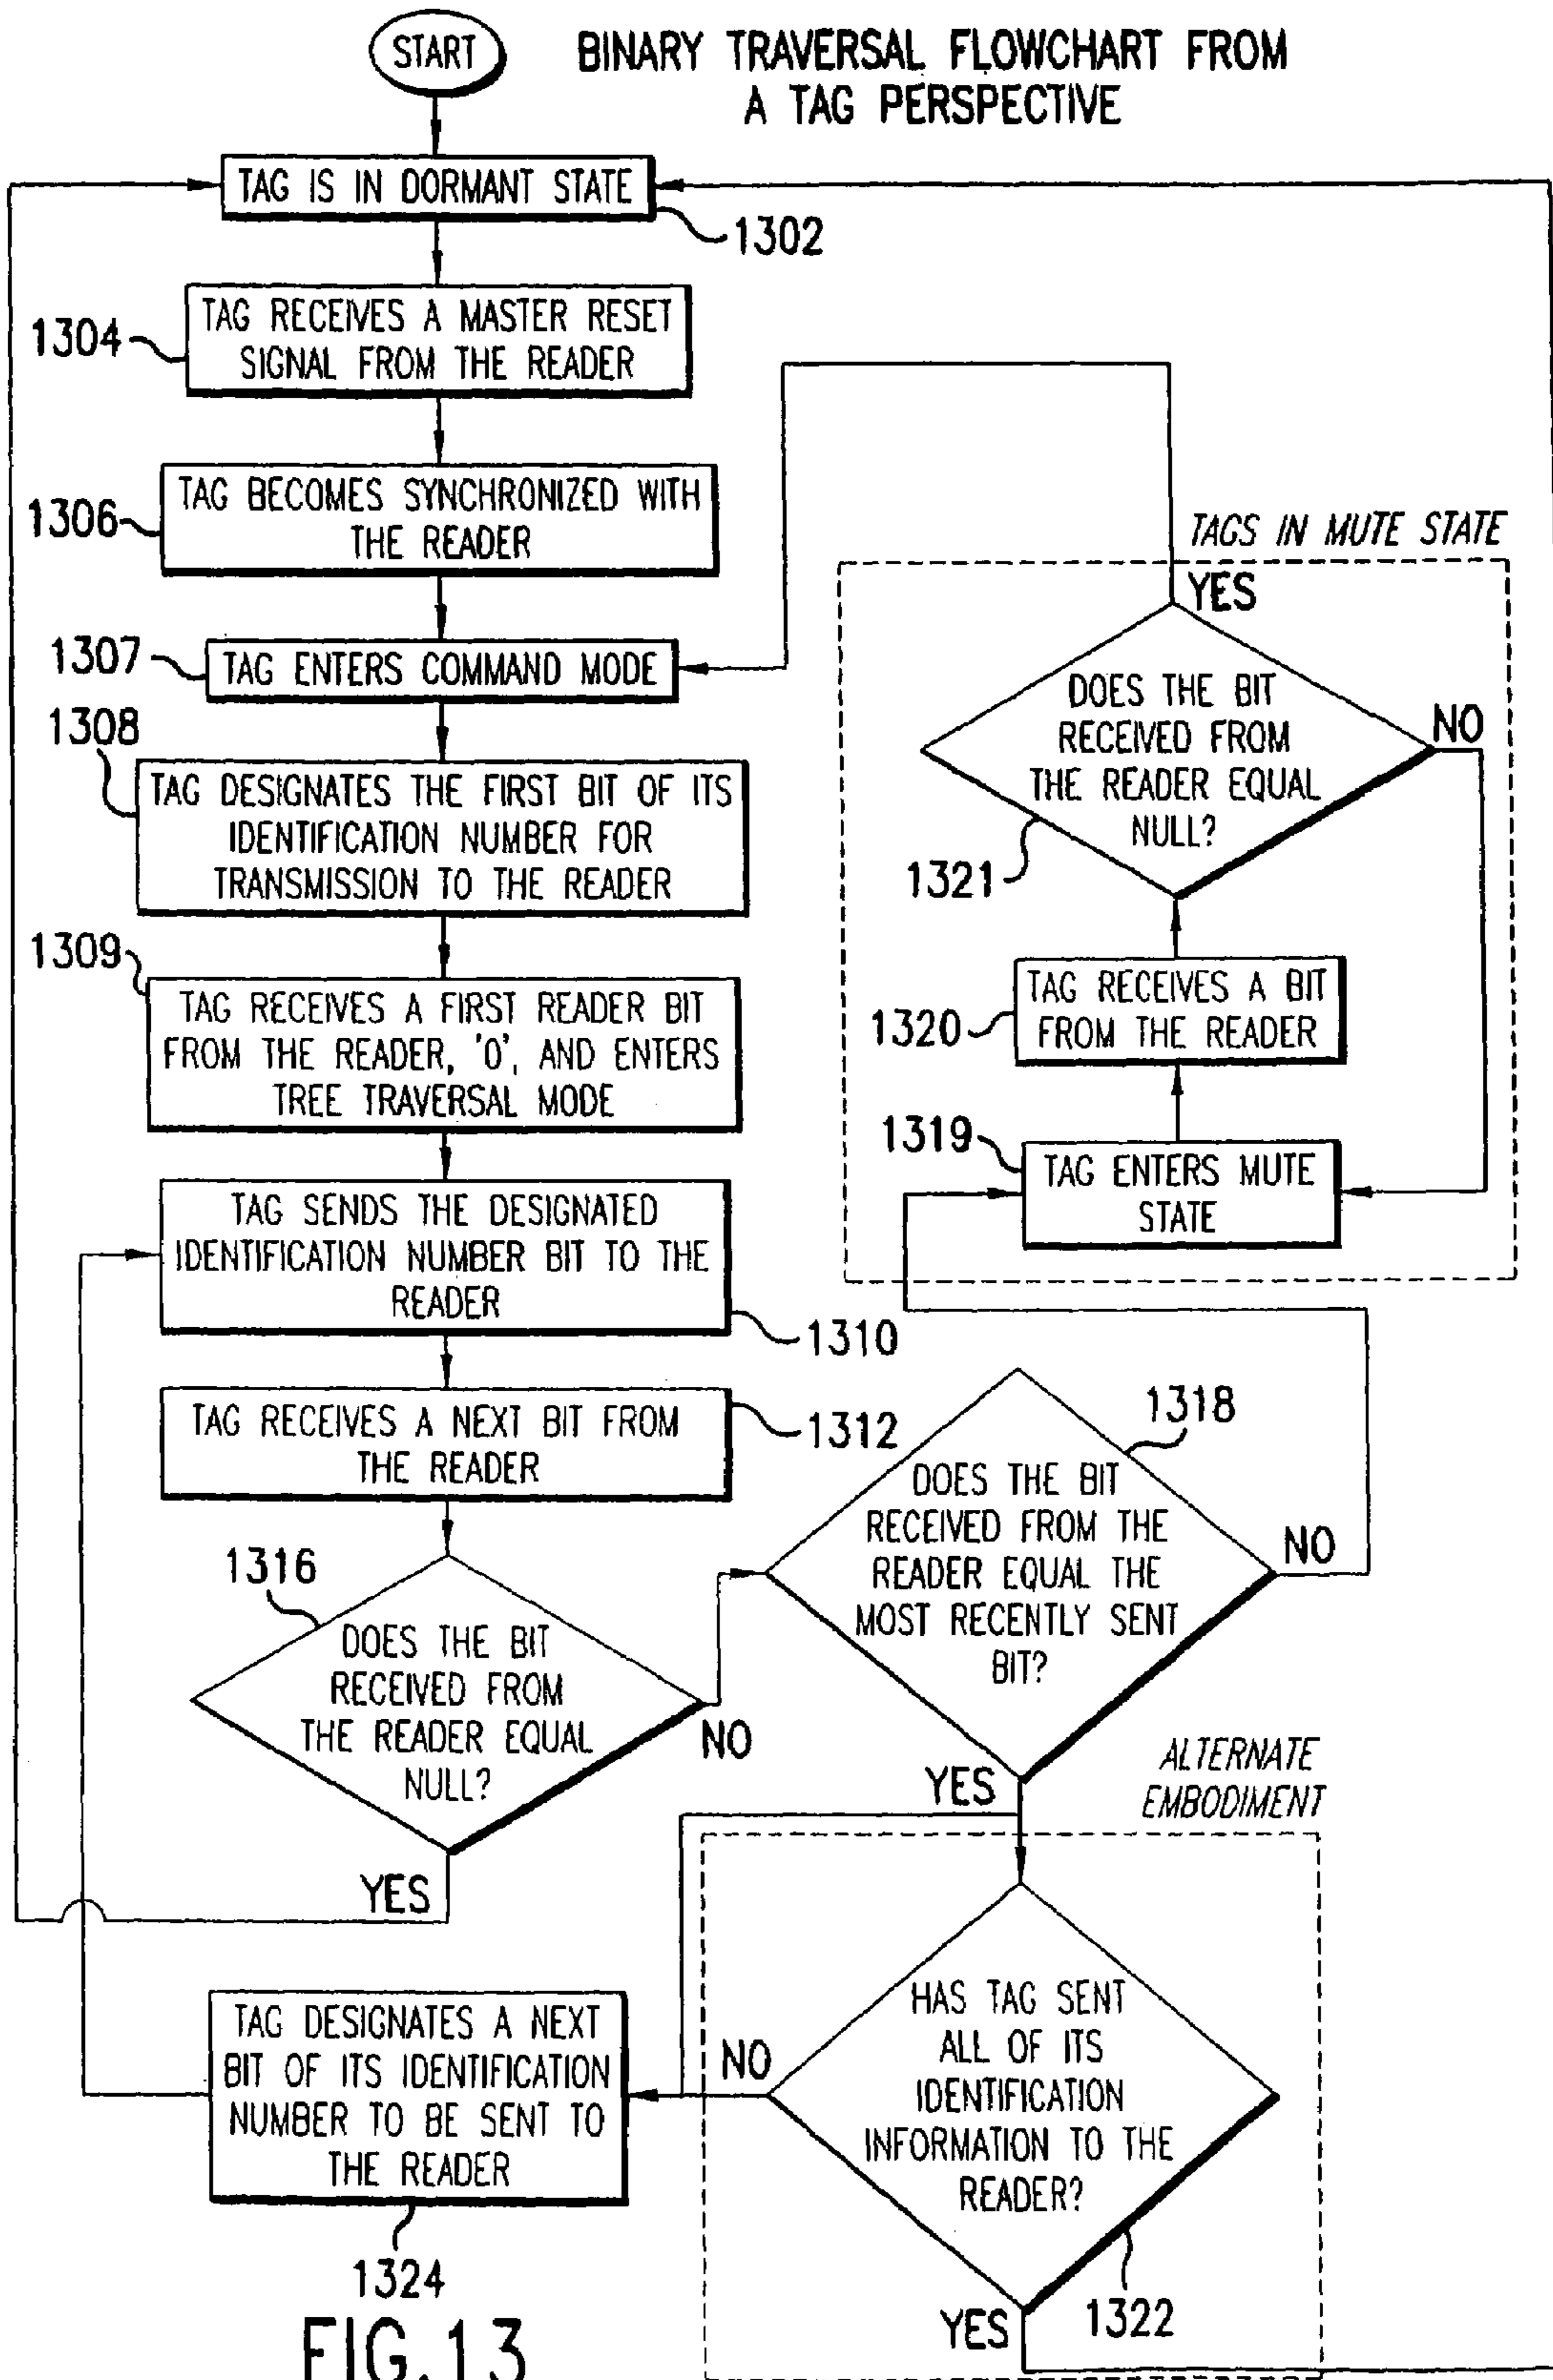 START
BINARY TRAVERSAL FLOWCHART FROM
A TAG PERSPECTIVE
TAG IS IN DORMANT STATE
1302
1304
TAG RECEIVES A MASTER RESET
SIGNAL FROM THE READER
1306
TAG BECOMES SYNCHRONIZED WITH
THE READER
1307
TAG ENTERS COMMAND MODE
1308
TAG DESIGNATES THE FIRST BIT OF ITS
IDENTIFICATION NUMBER FOR
TRANSMISSION TO THE READER
1309
TAG RECEIVES A FIRST READER BIT
FROM THE READER, '0', AND ENTERS
TREE TRAVERSAL MODE
TAG SENDS THE DESIGNATED
IDENTIFICATION NUMBER BIT TO THE
READER
1310
TAG RECEIVES A NEXT BIT FROM
THE READER
1312
1316
DOES THE BIT
RECEIVED FROM
THE READER EQUAL
NULL?
NO
YES
TAGS IN MUTE STATE
YES
DOES THE BIT
RECEIVED FROM
THE READER EQUAL
NULL?
NO
1321
TAG RECEIVES A BIT
FROM THE READER
1320
1319
TAG ENTERS MUTE
STATE
1318
DOES THE BIT
RECEIVED FROM THE
READER EQUAL THE
MOST RECENTLY SENT
BIT?
NO
YES
ALTERNATE
EMBODIMENT
HAS TAG SENT
ALL OF ITS
IDENTIFICATION
INFORMATION TO THE
READER?
NO
YES
1322
TAG DESIGNATES A NEXT
BIT OF ITS IDENTIFICATION
NUMBER TO BE SENT TO
THE READER
1324
FIG.13